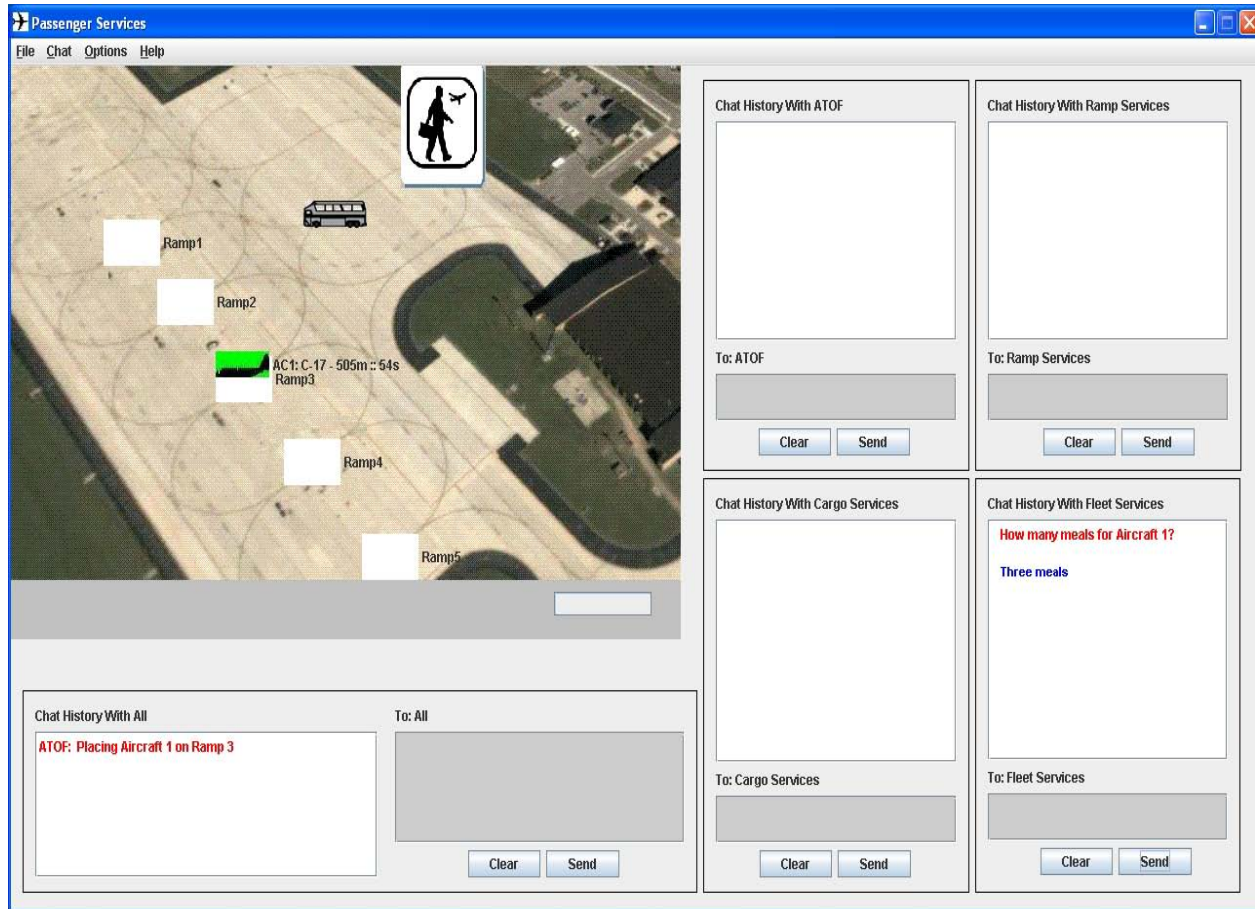 Passenger Services
File Chat Options Help
Ramp1
Ramp2
AC1: C-17 - 505m :: 54s
Ramp3
Ramp4
Ramp5
Chat History With ATOF
To: ATOF
Clear Send
Chat History With Ramp Services
To: Ramp Services
Clear Send
Chat History With Cargo Services
To: Cargo Services
Clear Send
Chat History With Fleet Services
How many meals for Aircraft 1?
Three meals
To: Fleet Services
Clear Send
Chat History With All
ATOF: Placing Aircraft 1 on Ramp 3
To: All
Clear Send